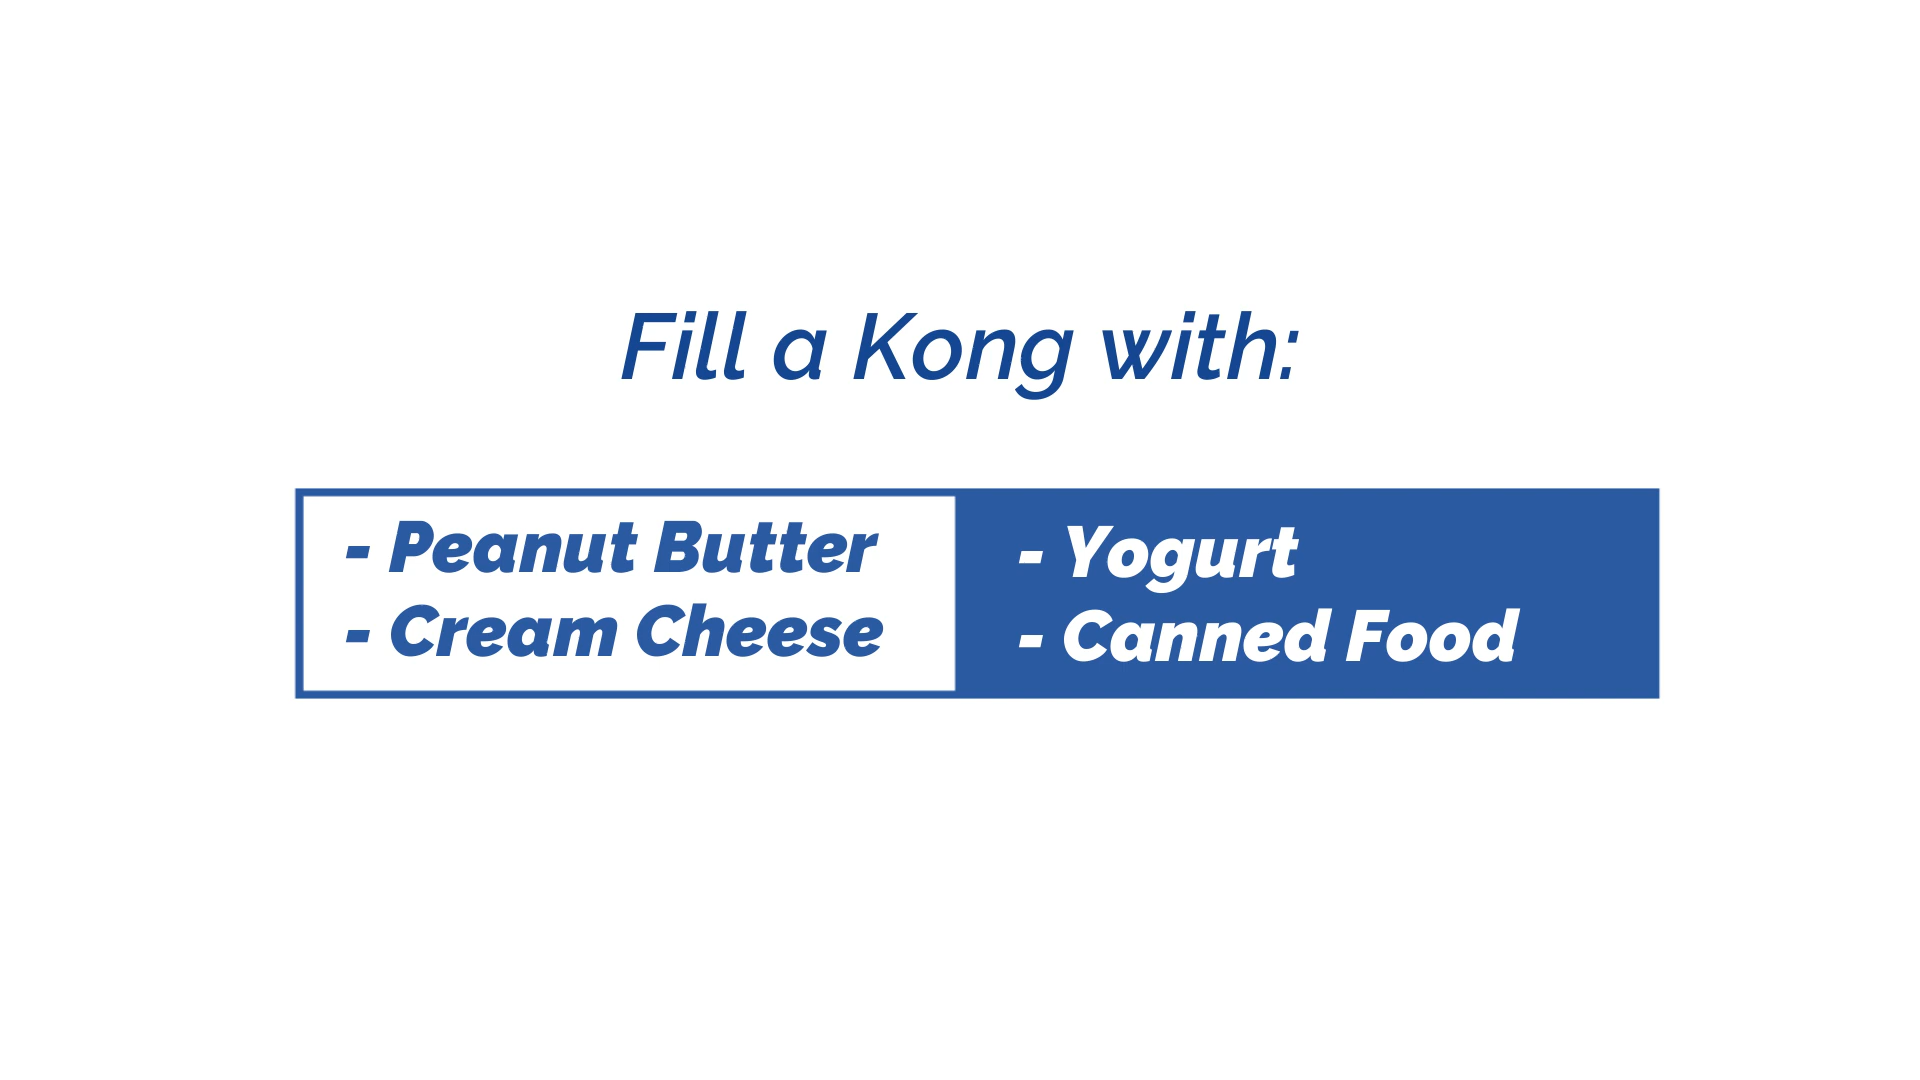 Fill a Kong with:
- Peanut Butter
- Cream Cheese
- Yogurt
- Canned Food